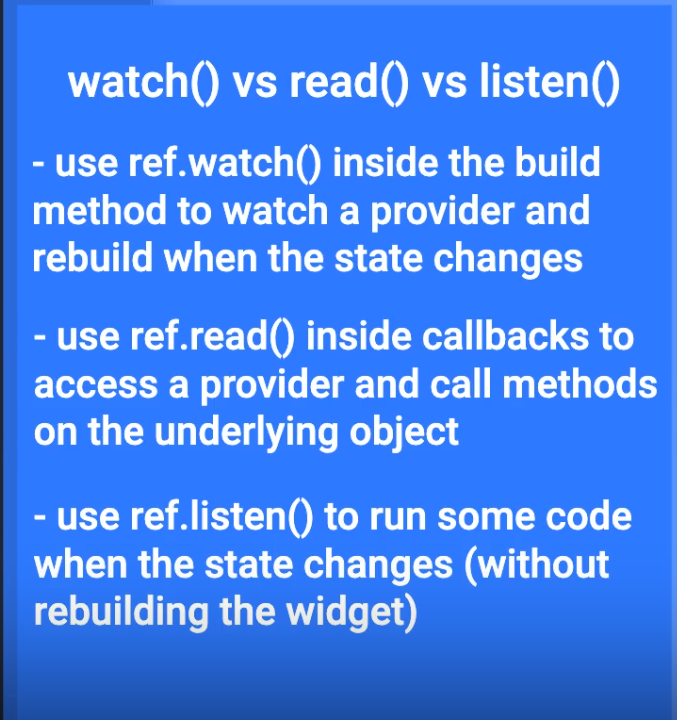 watch() vs read() vs listen()
- use ref.watch() inside the build
method to watch a provider and
rebuild when the state changes
- use ref.read() inside callbacks to
access a provider and call methods
on the underlying object
- use ref.listen() to run some code
when the state changes (without
rebuilding the widget)